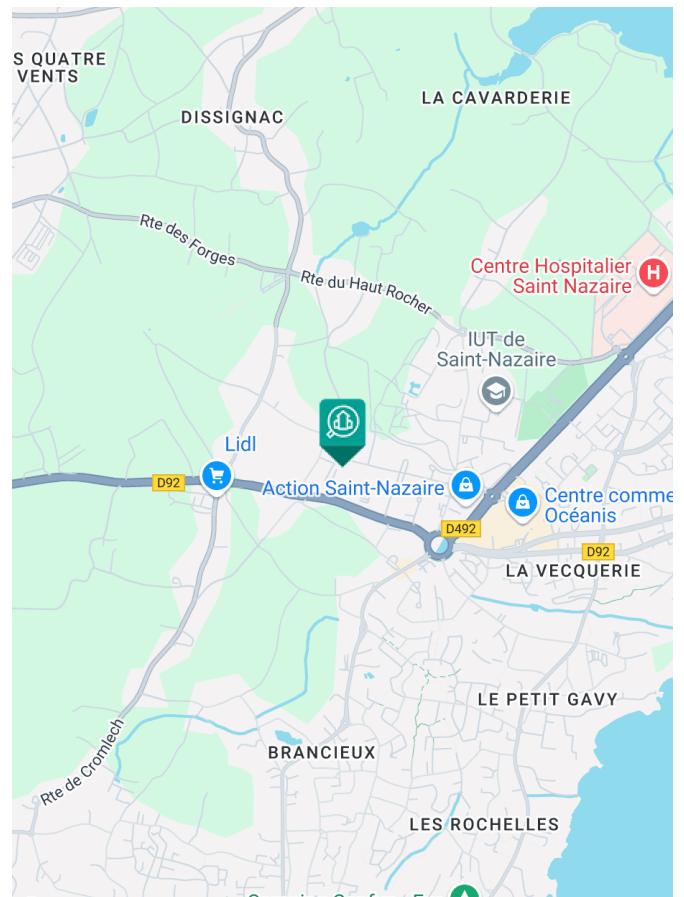 S QUATRE
VENTS
LA CAVARDERIE
DISSIGNAC
Rte des Forges
Rte du Haut Rocher
Centre Hospitalier
Saint Nazaire
H
IUT de
Saint-Nazaire
Lidl
D92
Action Saint-Nazaire
Centre comme
Océanis
D492
D92
LA VECQUERIE
LE PETIT GAVY
BRANCIEUX
Rte de Cromlech
LES ROCHELLES